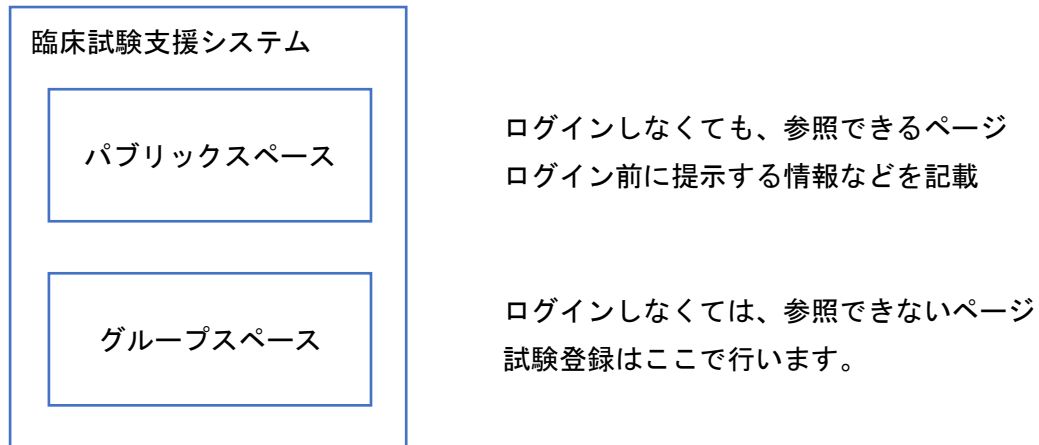 臨床試験支援システム
パブリックスペース
ログインしなくても、参照できるページ
ログイン前に提示する情報などを記載
グループスペース
ログインしなくては、参照できないページ
試験登録はここで行います。